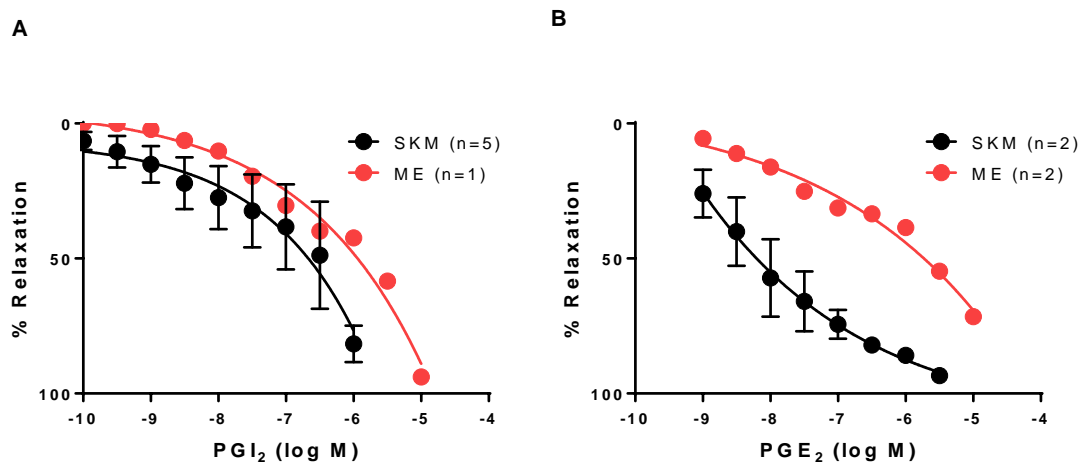 A
B
0
50
100
% Relaxation
-10 -9 -8 -7 -6 -5 -4
PGI2 (log M)
SKM (n=5)
ME (n=1)
0
50
100
% Relaxation
-10 -9 -8 -7 -6 -5 -4
PGE2 (log M)
SKM (n=2)
ME (n=2)